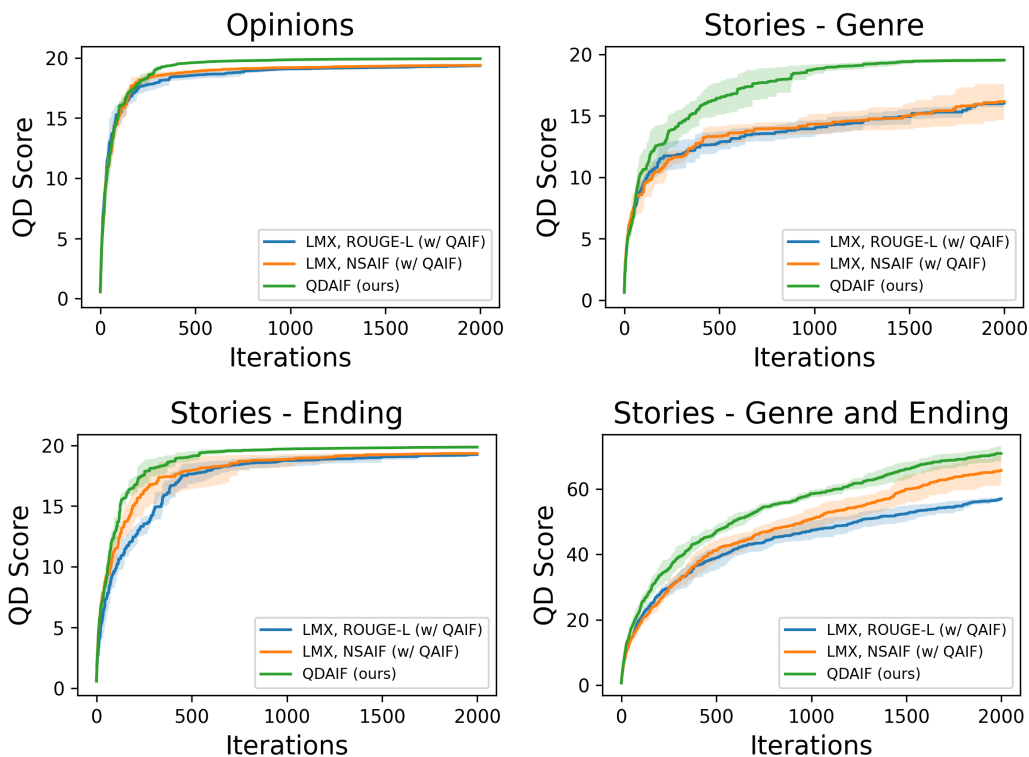 Opinions
QD Score
20
15
10
5
0
LMX, ROUGE-L (w/ QAIF)
LMX, NSAIF (w/ QAIF)
QDAIF (ours)
0 500 1000 1500 2000
Iterations
Stories - Genre
QD Score
20
15
10
5
0
LMX, ROUGE-L (w/ QAIF)
LMX, NSAIF (w/ QAIF)
QDAIF (ours)
0 500 1000 1500 2000
Iterations
Stories - Ending
QD Score
20
15
10
5
0
LMX, ROUGE-L (w/ QAIF)
LMX, NSAIF (w/ QAIF)
QDAIF (ours)
0 500 1000 1500 2000
Iterations
Stories - Genre and Ending
QD Score
60
40
20
0
LMX, ROUGE-L (w/ QAIF)
LMX, NSAIF (w/ QAIF)
QDAIF (ours)
0 500 1000 1500 2000
Iterations